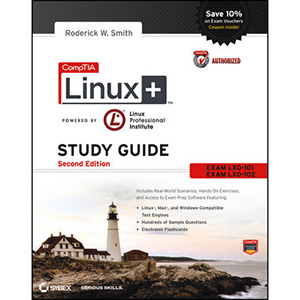 Roderick W. Smith
Save 10%
on Exam Vouchers
Coupon Inside!
CompTIA
AUTHORIZED
Linux+™
POWERED BY
Linux
Professional
Institute
STUDY GUIDE
Second Edition
EXAM LX0-101
EXAM LX0-102
Includes Real-World Scenarios, Hands-On Exercises,
and Access to Exam Prep Software Featuring:
• Linux-, Mac-, and Windows-Compatible
Test Engines
• Hundreds of Sample Questions
• Electronic Flashcards
SYBEX
SERIOUS SKILLS.